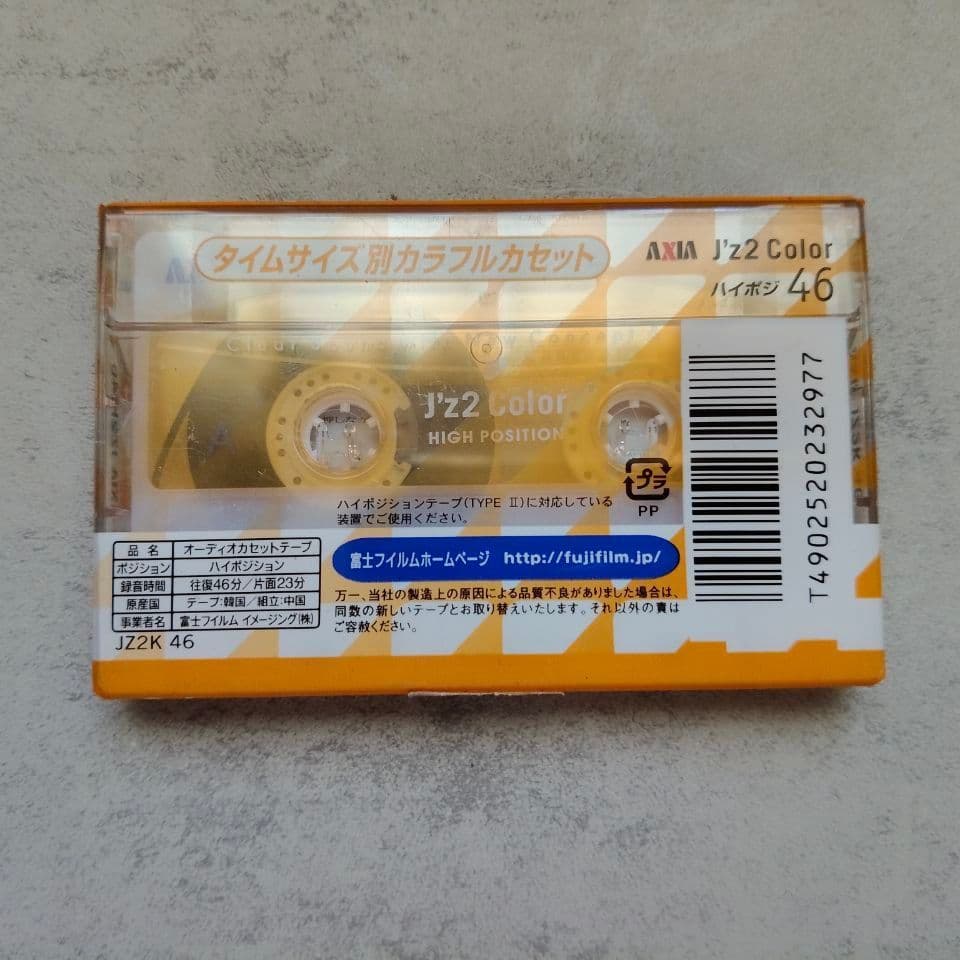 タイムサイズ別カラフルカセット
AXIA J'z2 Color
ハイポジ 46
J'z2 Color
HIGH POSITION
A
プラ
PP
ハイポジションテープ(TYPE Ⅱ)に対応している
装置でご使用ください。
品名 オーディオカセットテープ
ポジション ハイポジション
録音時間 往復46分/片面23分
原産国 テープ:韓国/組立:中国
事業者名 富士フイルム イメージング(株)
JZ2K 46
富士フイルムホームページ http://fujifilm.jp/
万一、当社の製造上の原因による品質不良がありました場合は、
同数の新しいテープとお取り替えいたします。それ以外の責は
ご容赦ください。
T4902520232977